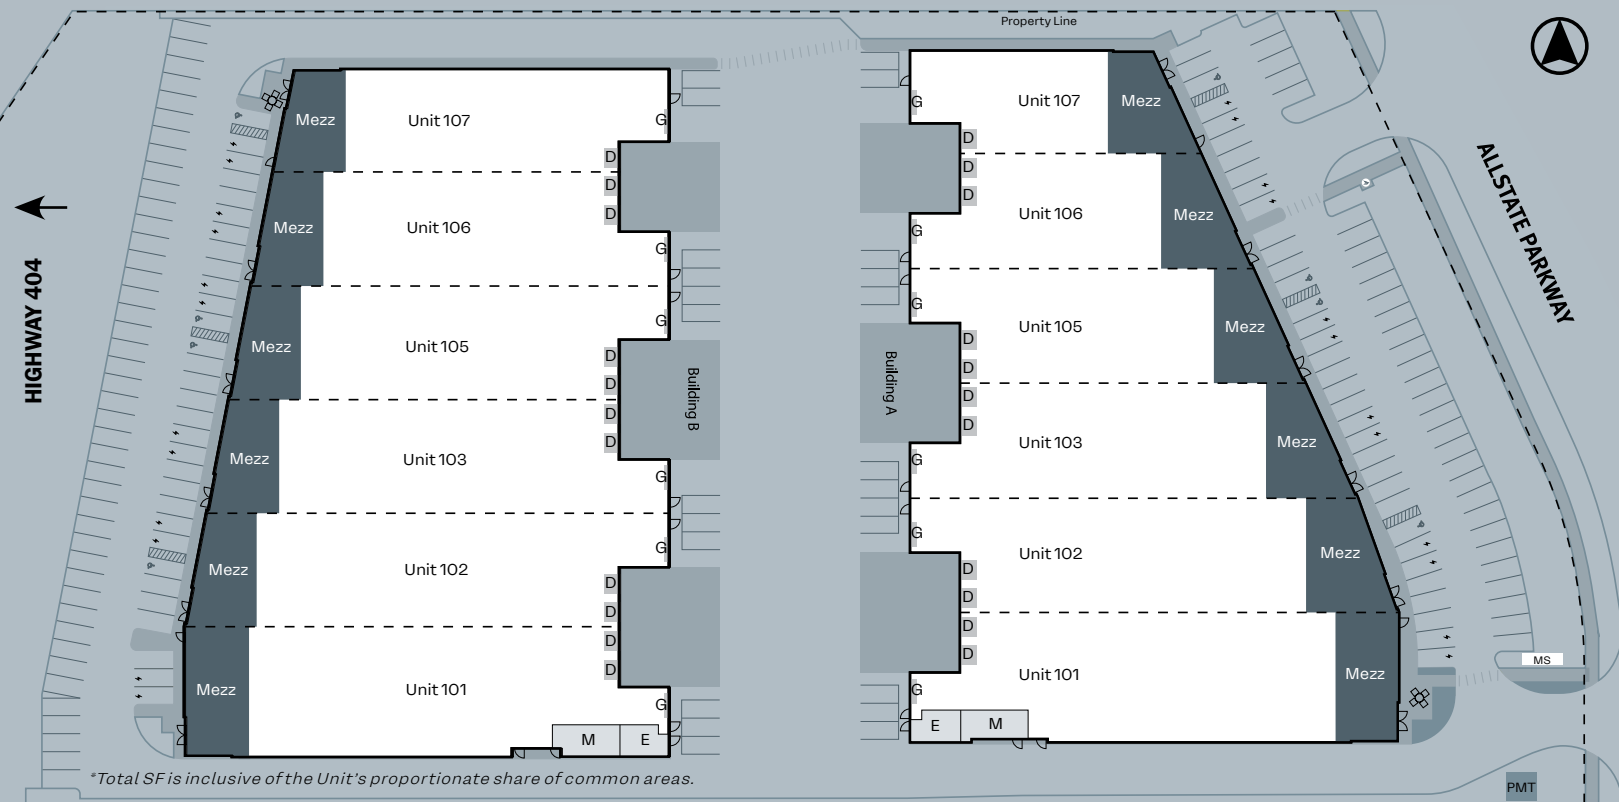 Property Line
HIGHWAY 404
ALLSTATE PARKWAY
Mezz
Unit 107
G
D
D
D
Mezz
Unit 106
G
Mezz
Unit 105
G
D
D
D
D
Building B
Mezz
Unit 103
G
Mezz
Unit 102
G
D
D
D
D
Mezz
Unit 101
G
M
E
G
Unit 107
Mezz
D
D
D
G
Unit 106
Mezz
G
Unit 105
Mezz
Building A
D
D
D
D
G
Unit 103
Mezz
G
Unit 102
Mezz
D
D
D
D
G
Unit 101
Mezz
E
M
MS
PMT
*Total SF is inclusive of the Unit's proportionate share of common areas.